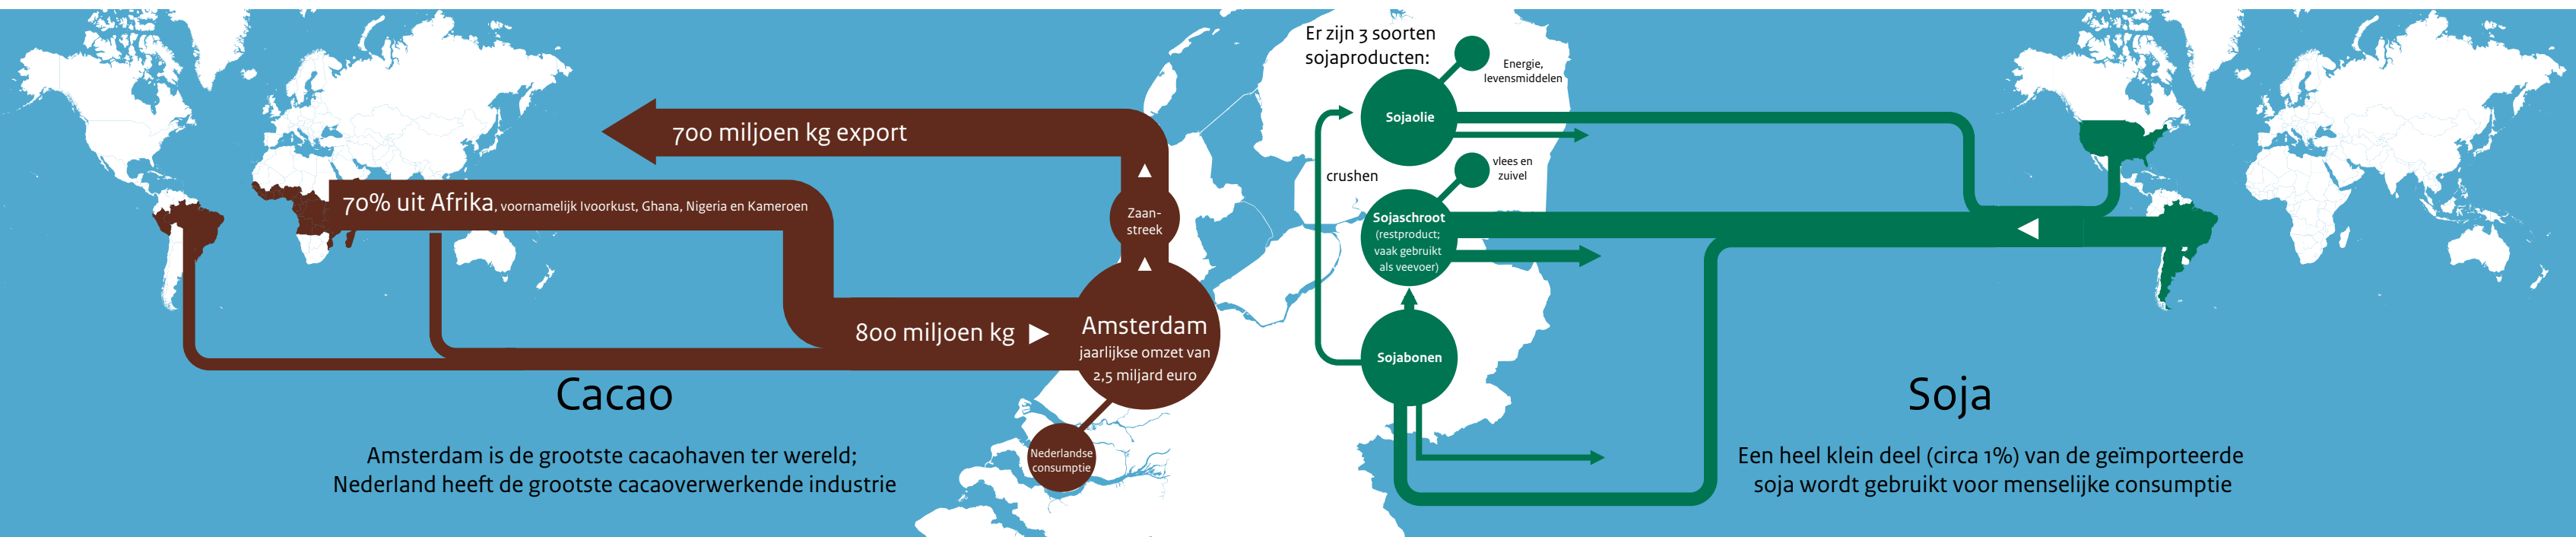 700 miljoen kg export
70% uit Afrika, voornamelijk Ivoorkust, Ghana, Nigeria en Kameroen
Zaan-
streek
800 miljoen kg
Amsterdam
jaarlijkse omzet van
2,5 miljard euro
Nederlandse
consumptie
Cacao
Amsterdam is de grootste cacaohaven ter wereld;
Nederland heeft de grootste cacaoverwerkende industrie
Er zijn 3 soorten
sojaproducten:
Energie,
levensmiddelen
Sojaolie
crushen
vlees en
zuivel
Sojaschroot
(restproduct;
vaak gebruikt
als veevoer)
Sojabonen
Soja
Een heel klein deel (circa 1%) van de geïmporteerde
soja wordt gebruikt voor menselijke consumptie